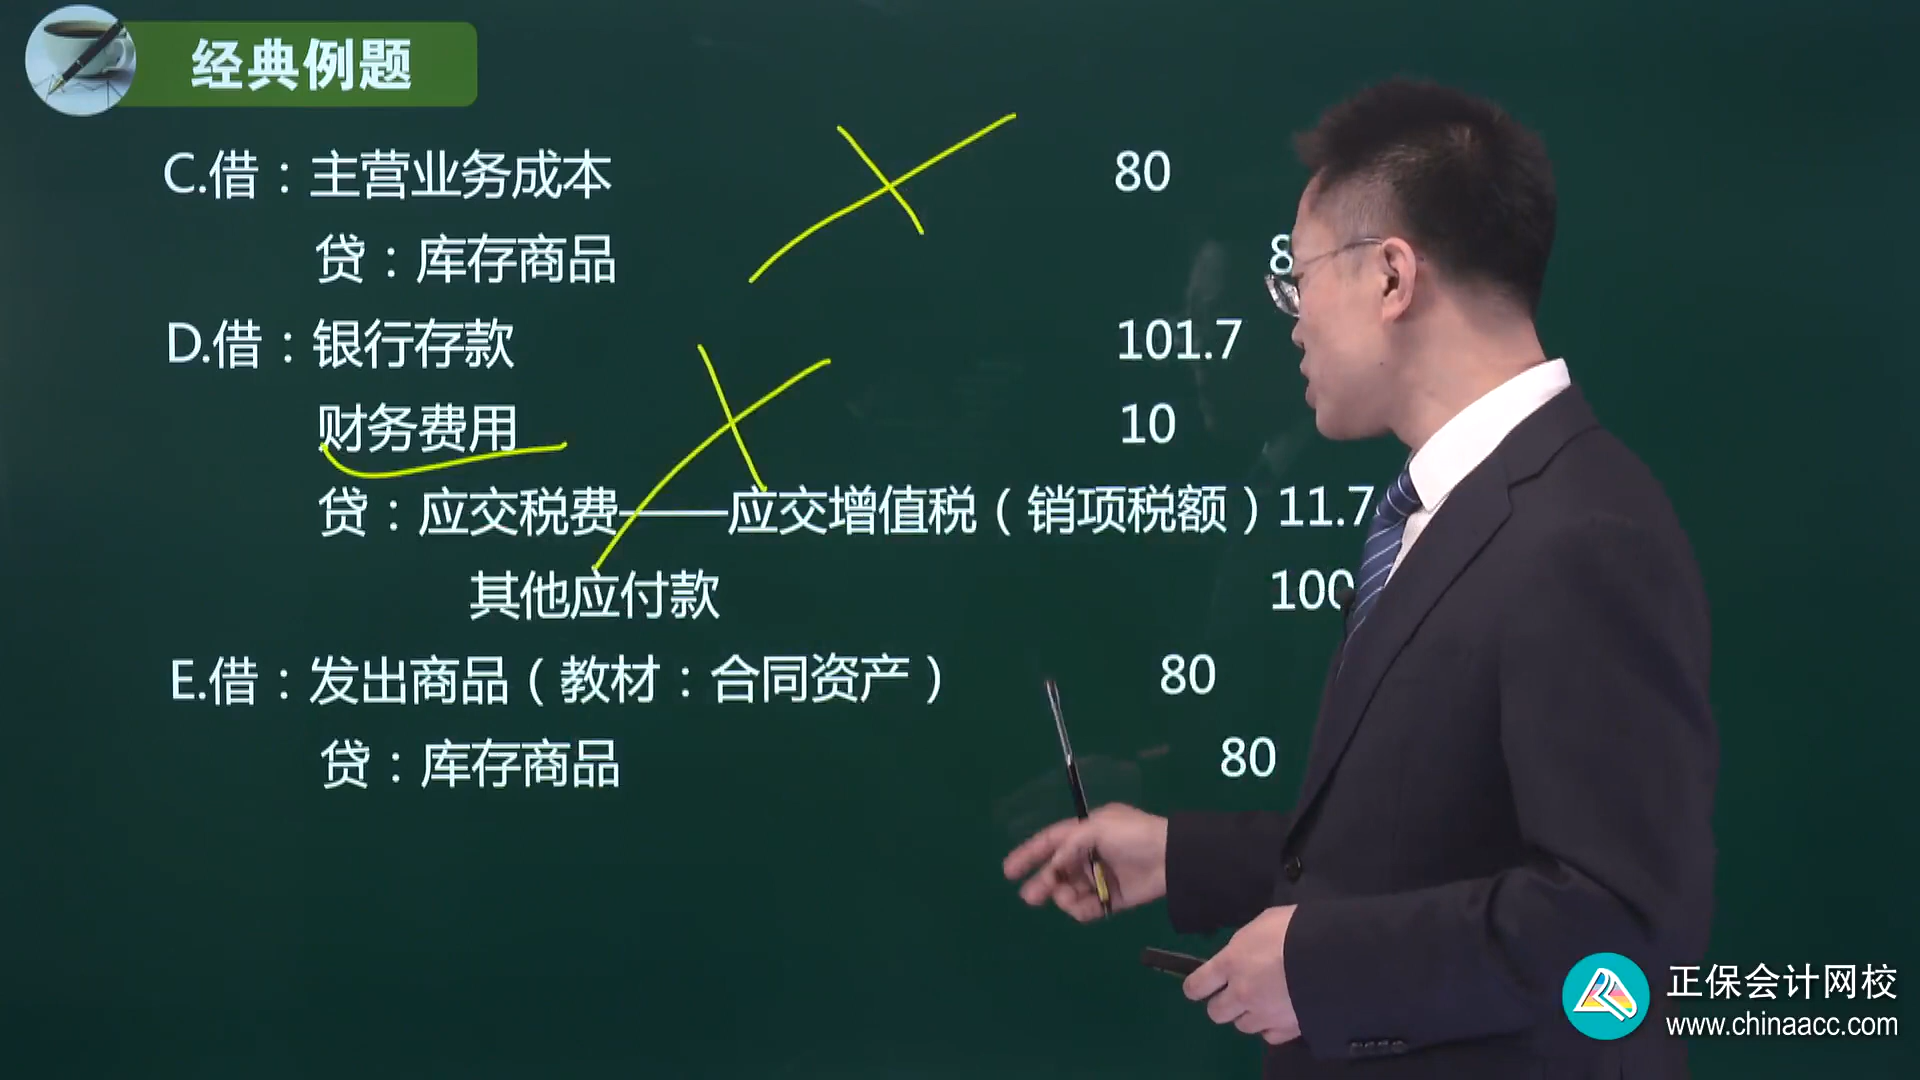 经典例题
C.借：主营业务成本 80
贷：库存商品 8
D.借：银行存款 101.7
财务费用 10
贷：应交税费——应交增值税（销项税额）11.7
其他应付款 100
E.借：发出商品（教材：合同资产） 80
贷：库存商品 80
正保会计网校
www.chinaacc.com